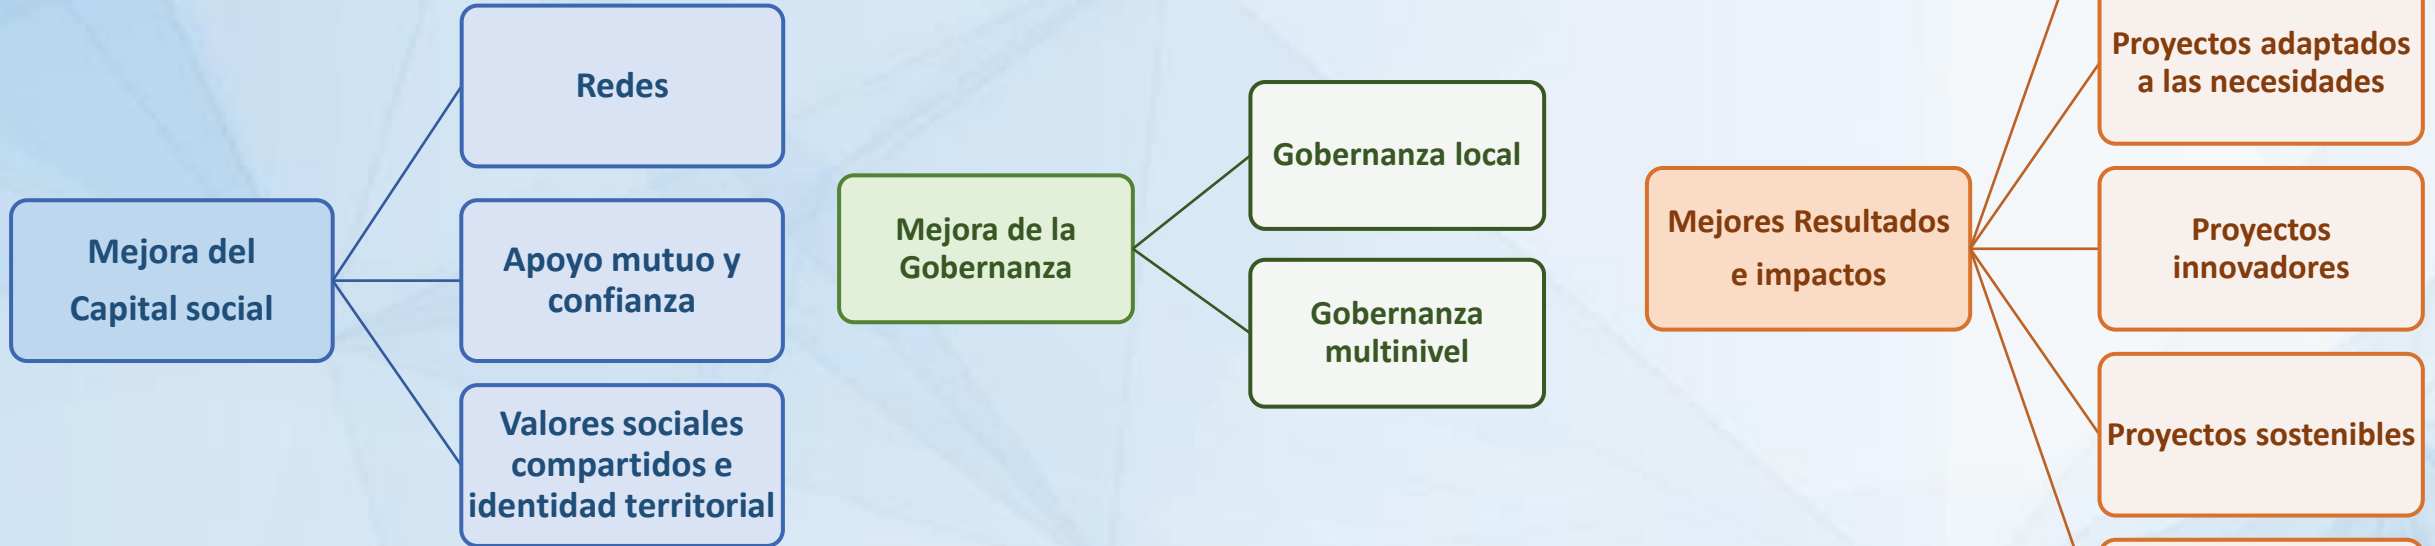 Mejora del
Capital social
Redes
Apoyo mutuo y
confianza
Valores sociales
compartidos e
identidad territorial
Mejora de la
Gobernanza
Gobernanza local
Gobernanza
multinivel
Mejores Resultados
e impactos
Proyectos adaptados
a las necesidades
Proyectos
innovadores
Proyectos sostenibles